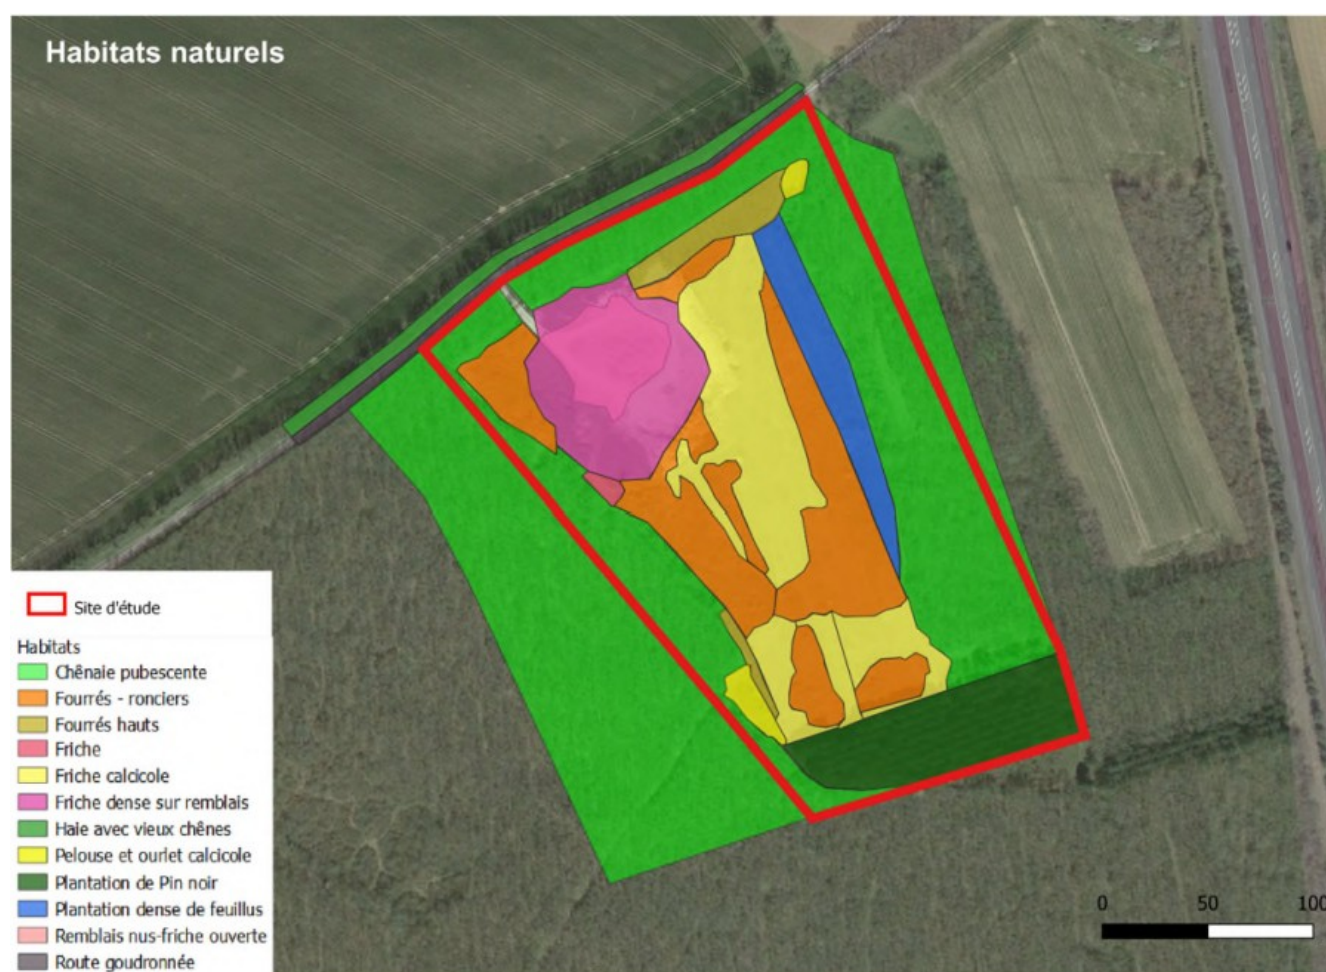 Habitats naturels
Site d'étude
Habitats
Chênaie pubescente
Fourrés - ronciers
Fourrés hauts
Friche
Friche calcicole
Friche dense sur remblais
Haie avec vieux chênes
Pelouse et ourlet calcicole
Plantation de Pin noir
Plantation dense de feuillus
Remblais nus-friche ouverte
Route goudronnée
0 50 100